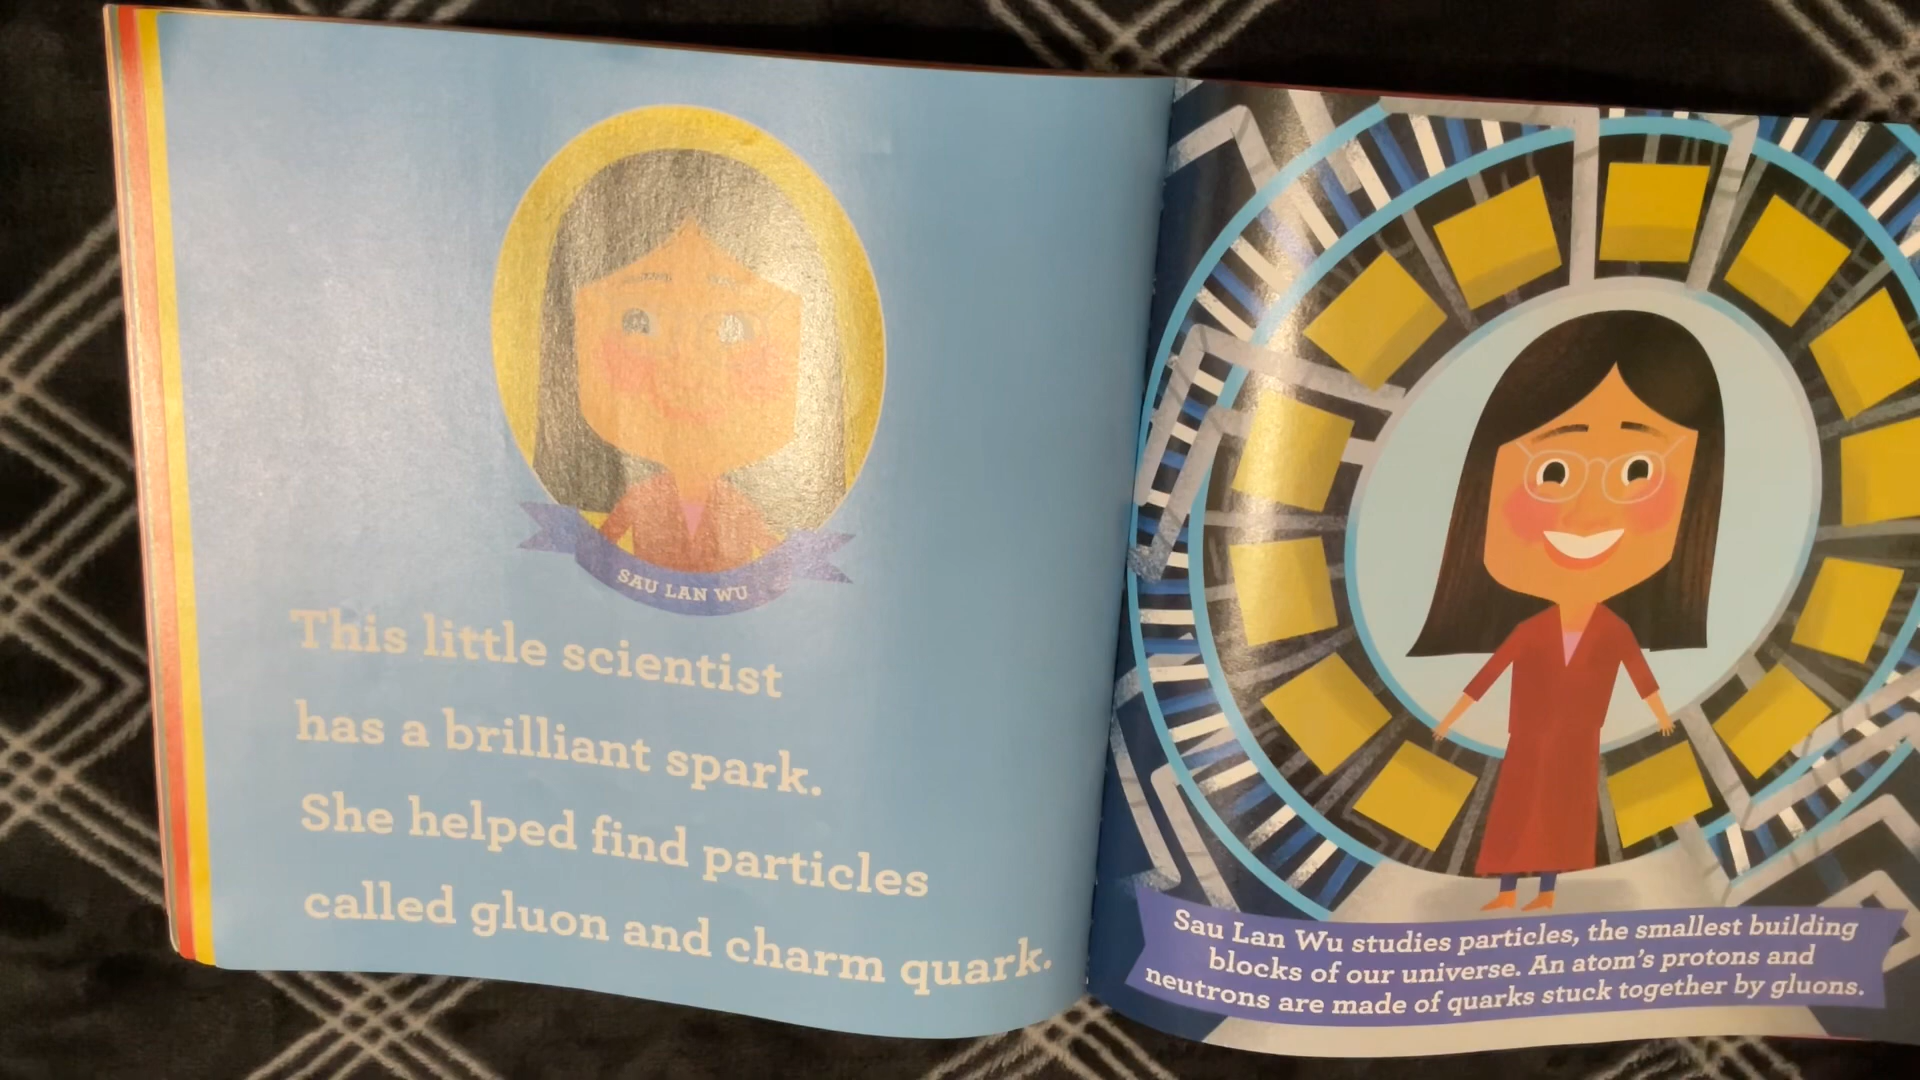 SAU LAN WU
This little scientist
has a brilliant spark.
She helped find particles
called gluon and charm quark.
Sau Lan Wu studies particles, the smallest building
blocks of our universe. An atom's protons and
neutrons are made of quarks stuck together by gluons.